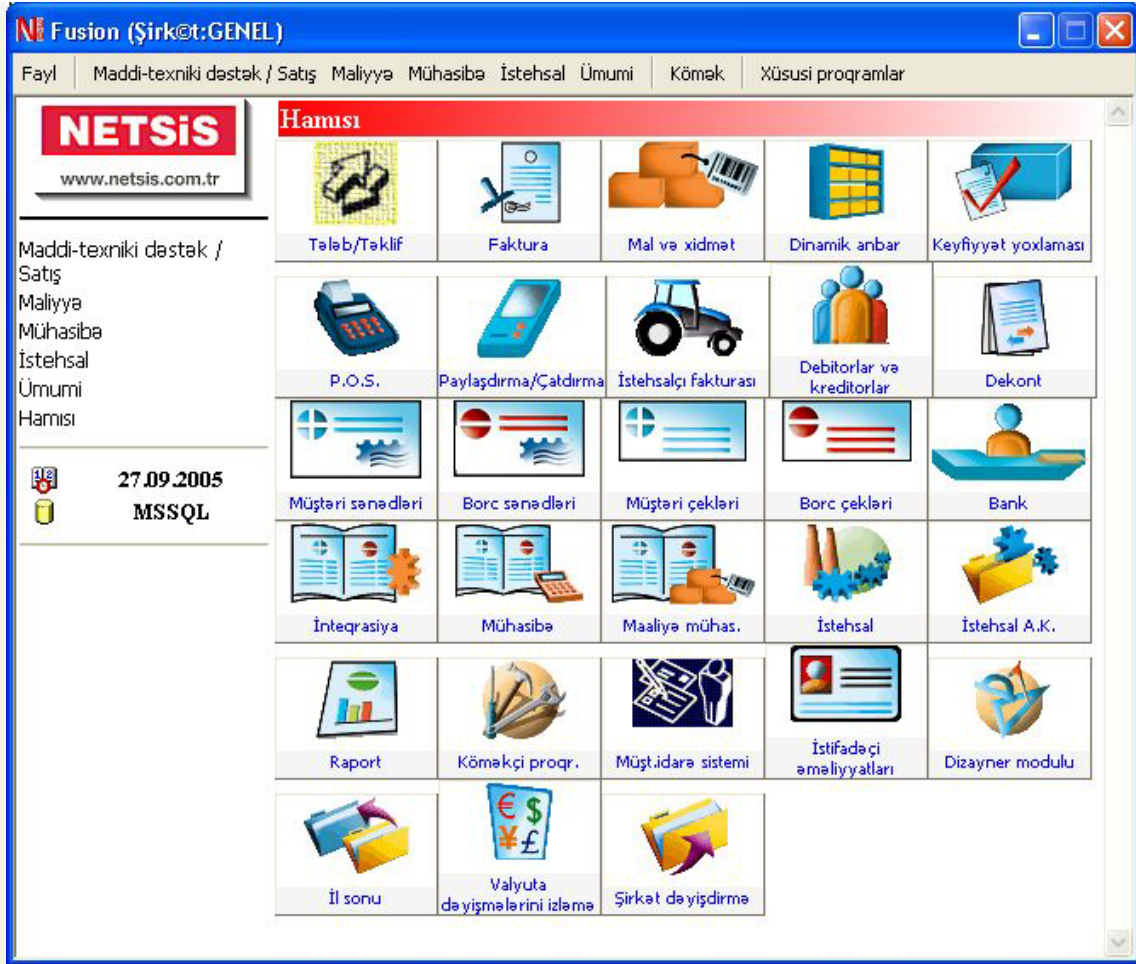 Fusion (Şirk©t:GENEL)
Fayl Maddi-texniki dəstək / Satış Maliyyə Mühasibə İstehsal Ümumi Kömək Xüsusi proqramlar
NETSiS
www.netsis.com.tr
Maddi-texniki dəstək /
Satış
Maliyyə
Mühasibə
İstehsal
Ümumi
Hamısı
27.09.2005
MSSQL
Hamısı
Tələb/Təklif
Faktura
Mal və xidmət
Dinamik anbar
Keyfiyyət yoxlaması
P.O.S.
Paylaşdırma/Çatdırma
İstehsalçı fakturası
Debitorlar və
kreditorlar
Dekont
Müştəri sənədləri
Borc sənədləri
Müştəri çekləri
Borc çekləri
Bank
İnteqrasiya
Mühasibə
Maaliyə mühas.
İstehsal
İstehsal A.K.
Raport
Köməkçi proqr.
Müşt.idarə sistemi
İstifadəçi
əməliyyatları
Dizayner modulu
İl sonu
Valyuta
dəyişmələrini izləmə
Şirkət dəyişdirmə